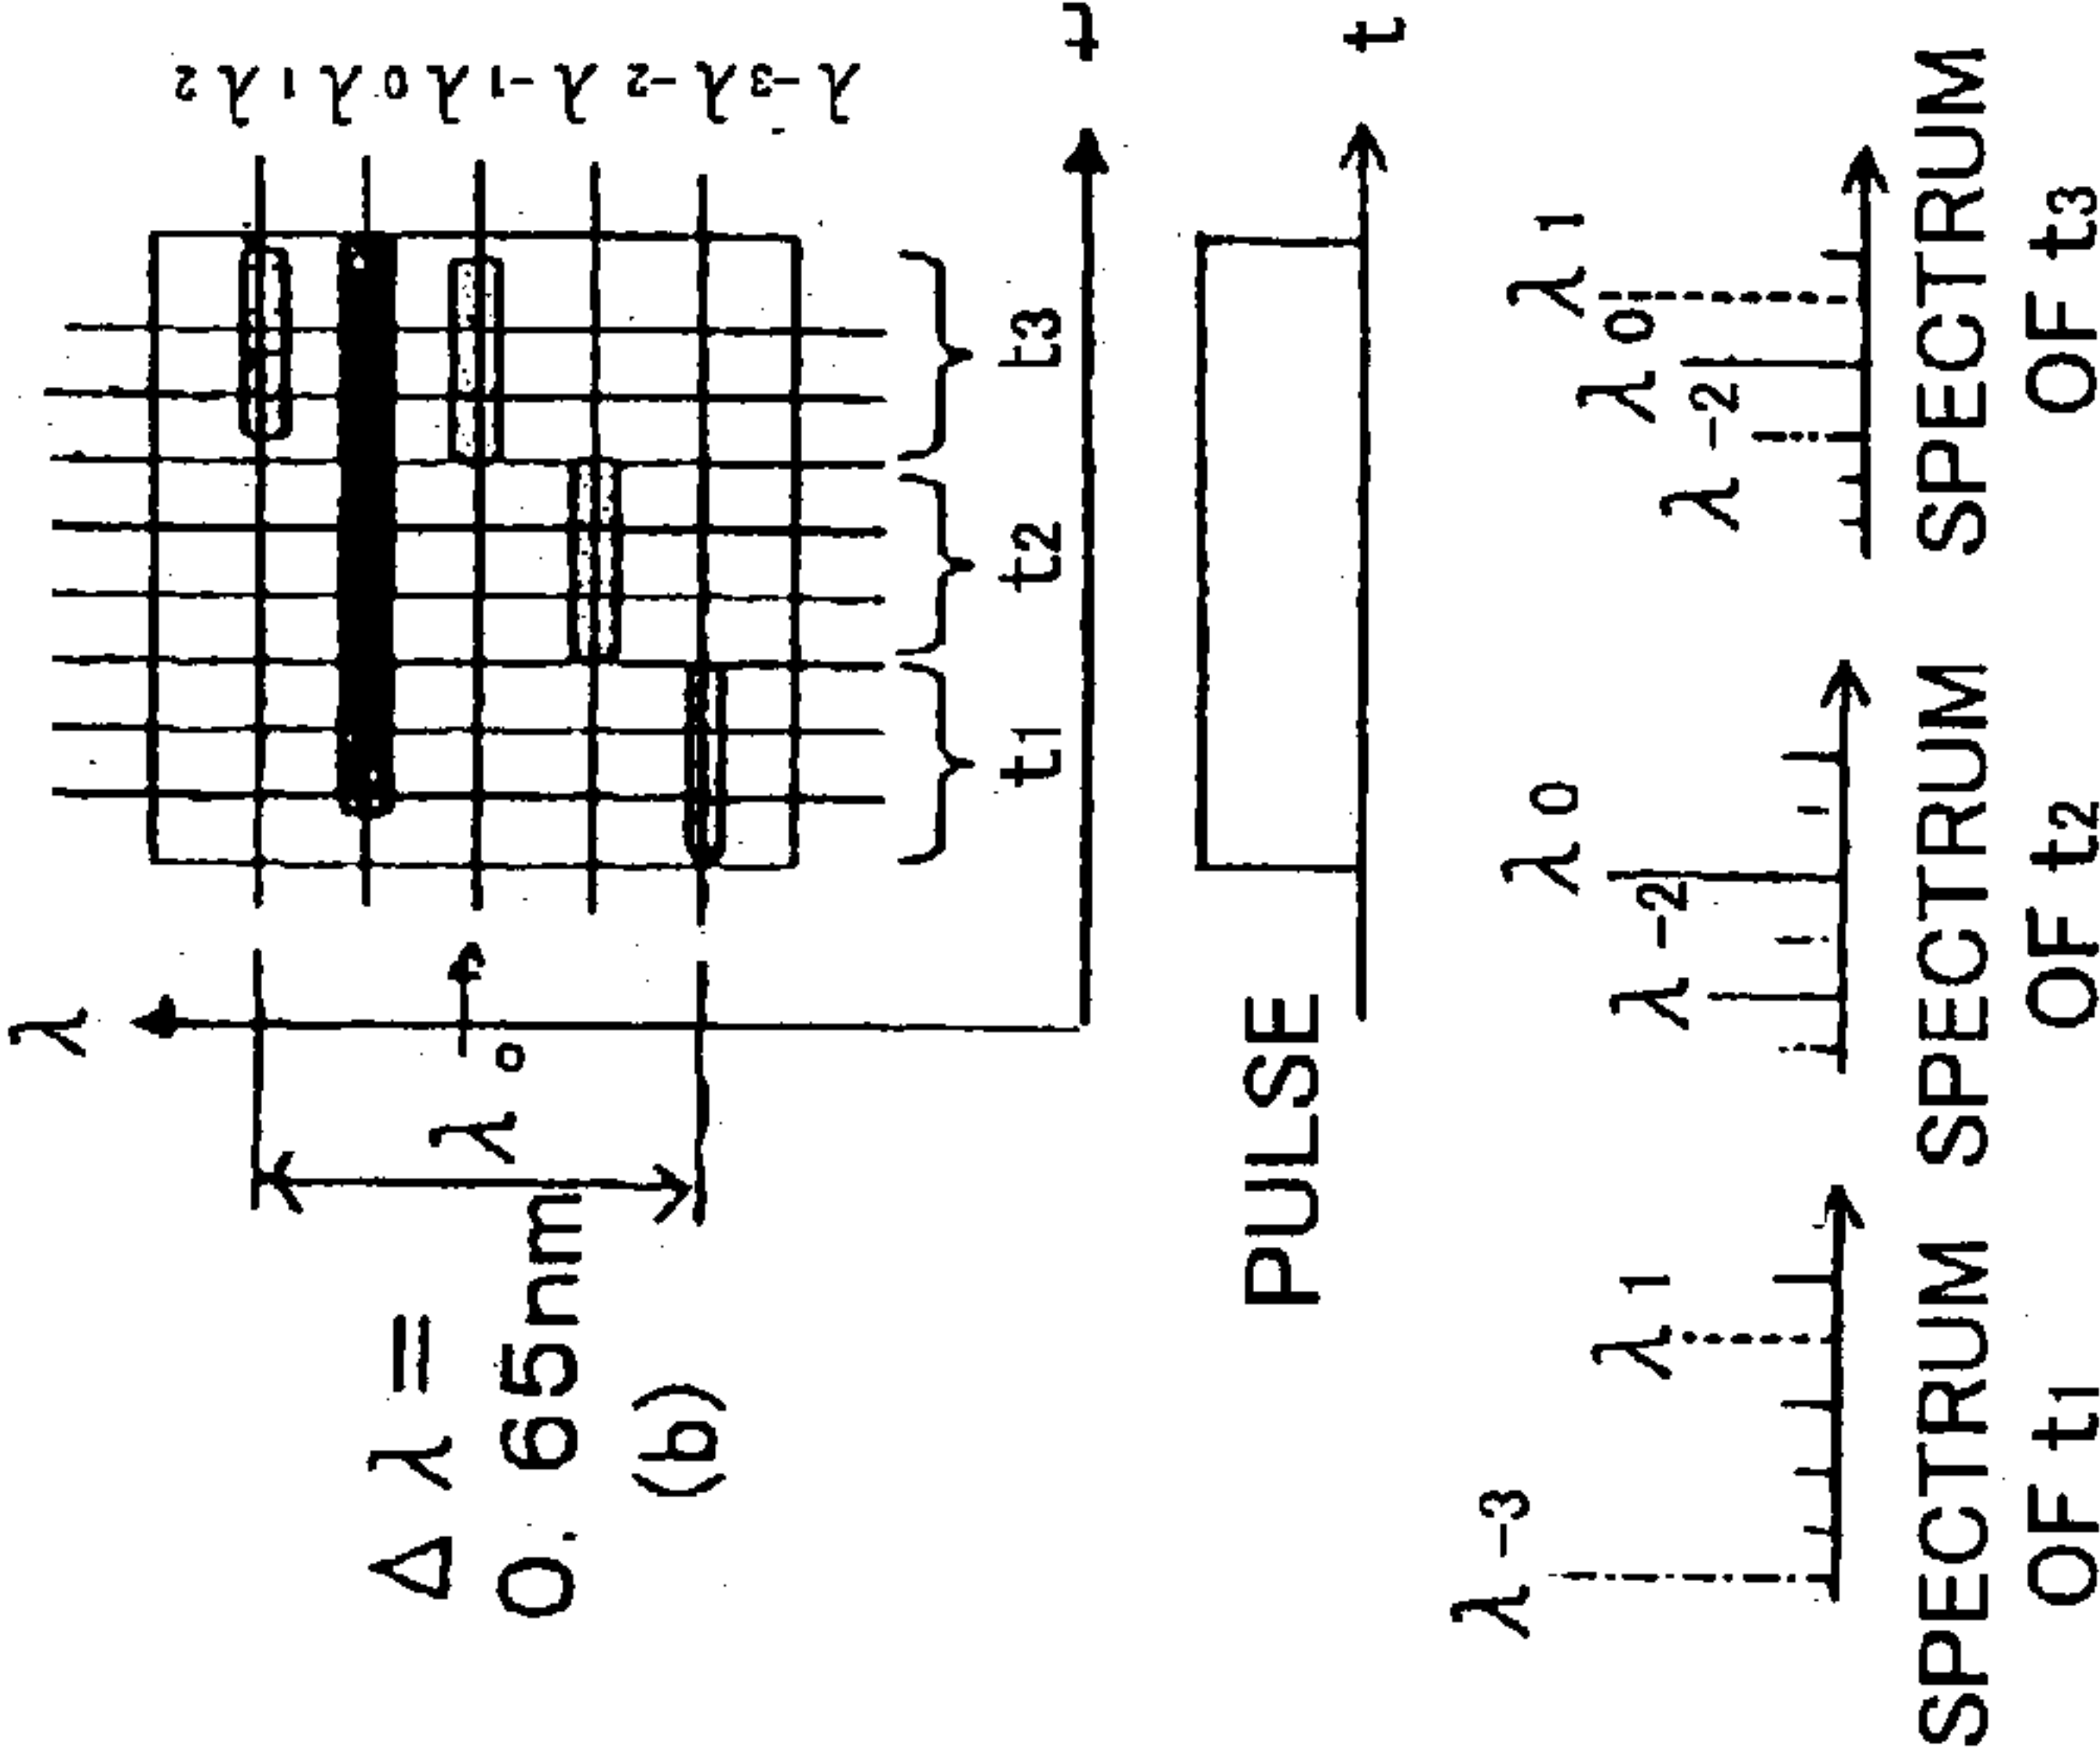 λ
λ-3 λ-2 λ-1 λ0 λ1 λ2
Δλ=
0.65nm
λ0
(b)
t1
t2
t3
t
PULSE
t
λ-3
λ1
λ-2
λ0
λ-2
λ0
λ1
SPECTRUM
OF t1
SPECTRUM
OF t2
SPECTRUM
OF t3